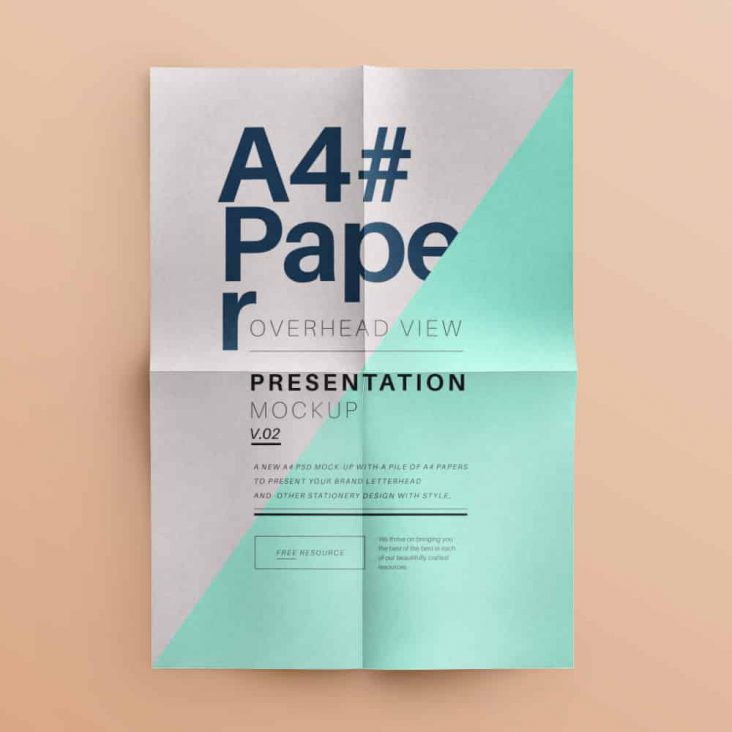 A4#
Pape
r
OVERHEAD VIEW
PRESENTATION
MOCKUP
V.02
A NEW A4 PSD MOCK-UP WITH A PILE OF A4 PAPERS
TO PRESENT YOUR BRAND LETTERHEAD
AND OTHER STATIONERY DESIGN WITH STYLE.
FREE RESOURCE
We thrive on bringing you
the best of the best in each
of our beautifully crafted
resources.